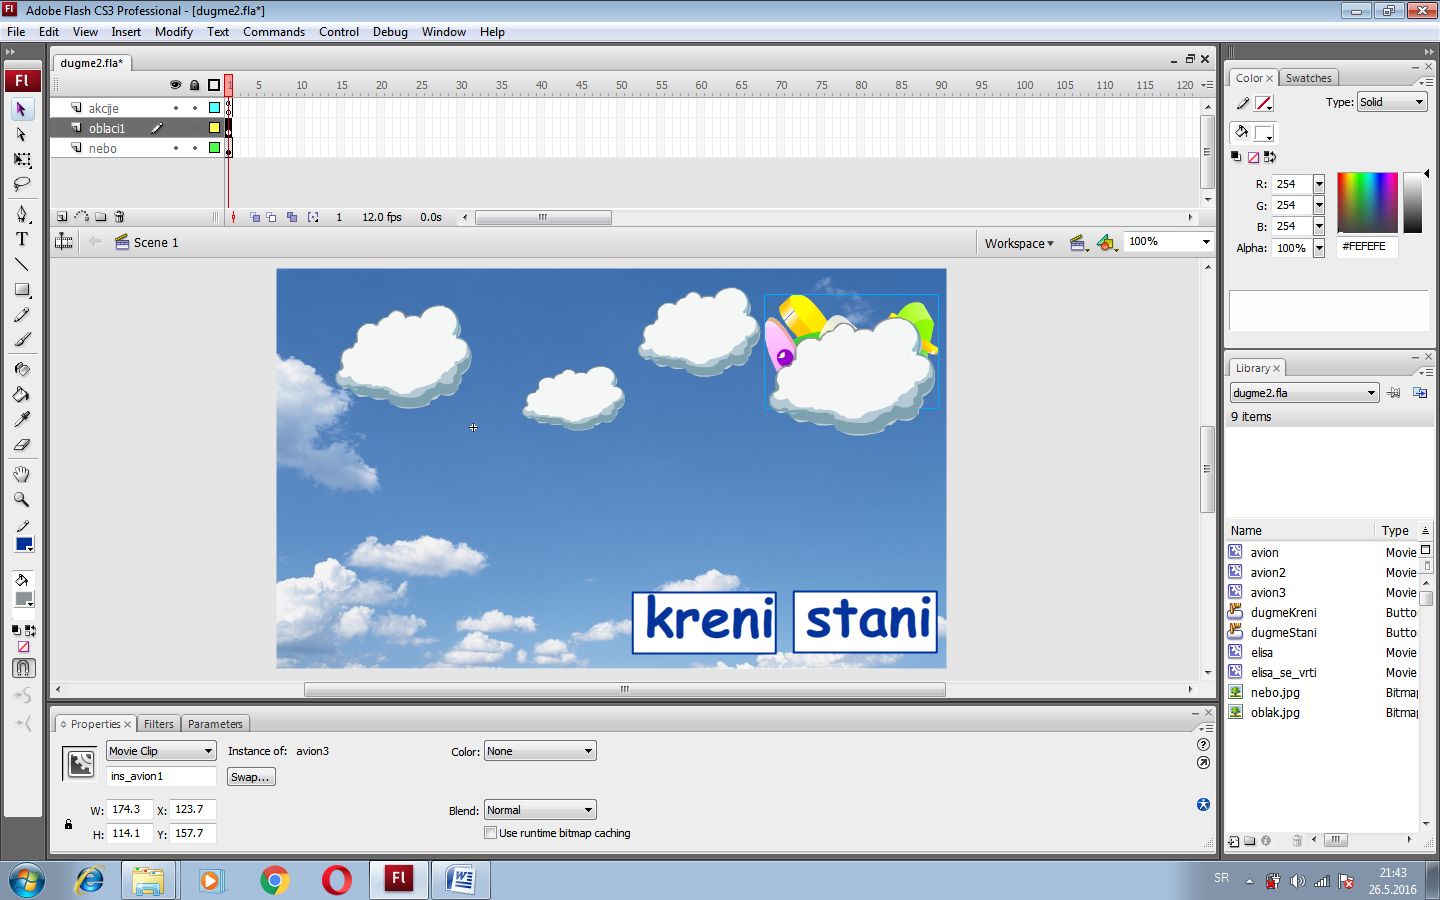 Fl Adobe Flash CS3 Professional - [dugme2.fla*]
File Edit View Insert Modify Text Commands Control Debug Window Help
dugme2.fla*
Fl
1 5 10 15 20 25 30 35 40 45 50 55 60 65 70 75 80 85 90 95 100 105 110 115 120
akcije
oblaci1
nebo
1 12.0 fps 0.0s
Scene 1
Workspace
100%
kreni stani
Properties Filters Parameters
Movie Clip
Instance of: avion3
Color: None
ins_avion1
Swap...
W: 174.3 X: 123.7
Blend: Normal
H: 114.1 Y: 157.7
Use runtime bitmap caching
Color Swatches
Type: Solid
R: 254
G: 254
B: 254
Alpha: 100% #FEFEFE
Library
dugme2.fla
9 items
Name Type
avion Movie
avion2 Movie
avion3 Movie
dugmeKreni Butto
dugmeStani Butto
elisa Movie
elisa_se_vrti Movie
nebo.jpg Bitmap
oblak.jpg Bitmap
Fl
W
SR
21:43
26.5.2016